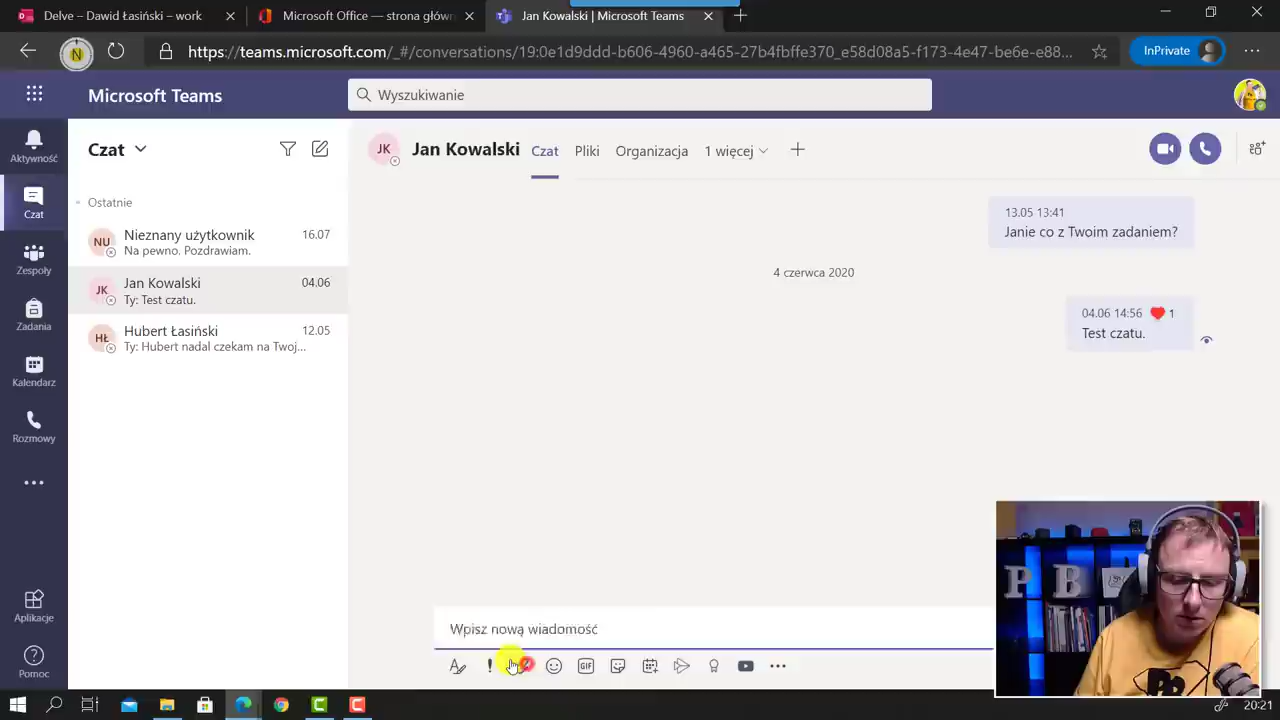 Delve – Dawid Łasiński – work
Microsoft Office – strona główn
Jan Kowalski | Microsoft Teams
N
https://teams.microsoft.com/_#/conversations/19:0e1d9ddd-b606-4960-a465-27b4fbffe370_e58d08a5-f173-4e47-be6e-e88...
InPrivate
Microsoft Teams
Wyszukiwanie
Aktywność
Czat
Zespoły
Zadania
Kalendarz
Rozmowy
Aplikacje
Pomoc
Czat
Ostatnie
NU
Nieznany użytkownik
16.07
Na pewno. Pozdrawiam.
JK
Jan Kowalski
04.06
Ty: Test czatu.
HŁ
Hubert Łasiński
12.05
Ty: Hubert nadal czekam na Twoj...
JK
Jan Kowalski
Czat
Pliki
Organizacja
1 więcej
13.05 13:41
Janie co z Twoim zadaniem?
4 czerwca 2020
04.06 14:56
1
Test czatu.
Wpisz nową wiadomość
GIF
P B
20:21